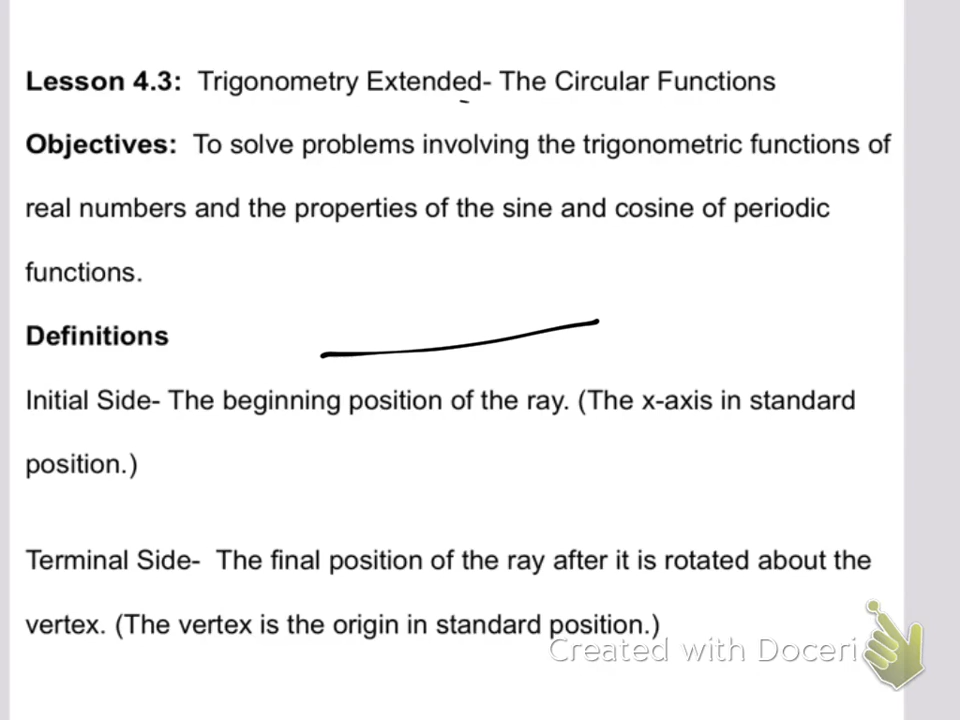 Lesson 4.3: Trigonometry Extended- The Circular Functions
Objectives: To solve problems involving the trigonometric functions of
real numbers and the properties of the sine and cosine of periodic
functions.
Definitions
Initial Side- The beginning position of the ray. (The x-axis in standard
position.)
Terminal Side- The final position of the ray after it is rotated about the
vertex. (The vertex is the origin in standard position.)
Created with Doceri